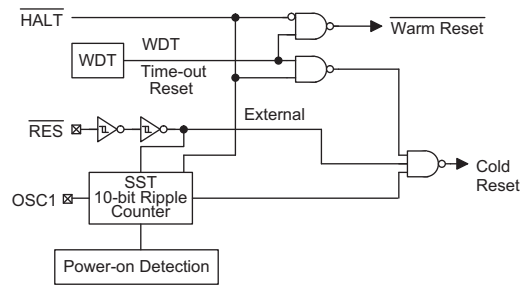 HALT
WDT
WDT
Time-out
Reset
Warm Reset
RES
External
OSC1
SST
10-bit Ripple
Counter
Cold
Reset
Power-on Detection